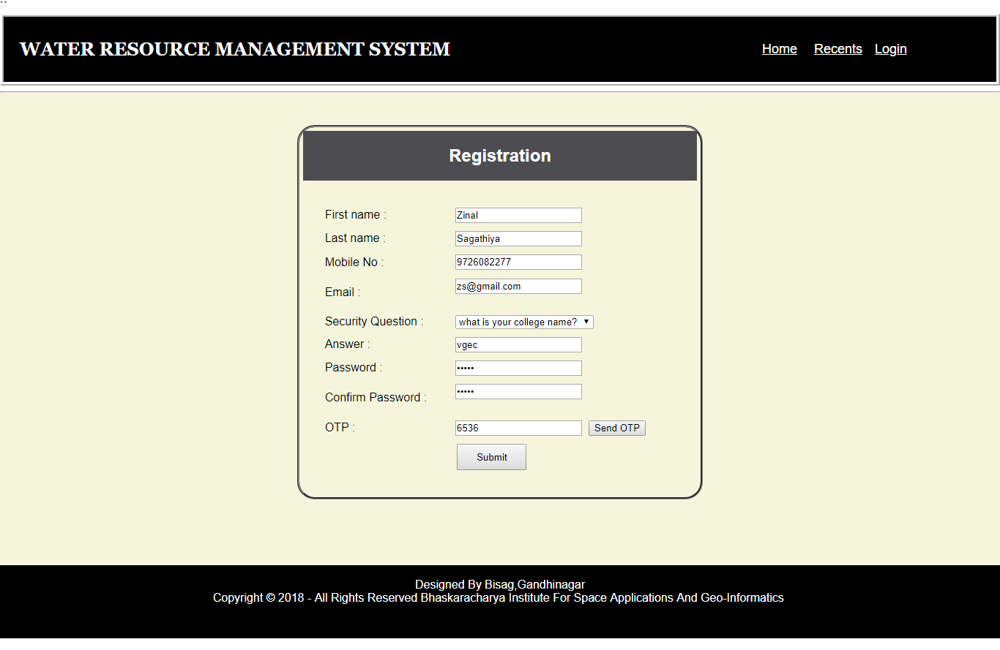 ``
WATER RESOURCE MANAGEMENT SYSTEM Home Recents Login
Registration
First name : Zinal
Last name : Sagathiya
Mobile No : 9726082277
Email : zs@gmail.com
Security Question : what is your college name? ▼
Answer : vgec
Password : •••••
Confirm Password : •••••
OTP : 6536 Send OTP
Submit
Designed By Bisag,Gandhinagar
Copyright © 2018 - All Rights Reserved Bhaskaracharya Institute For Space Applications And Geo-Informatics